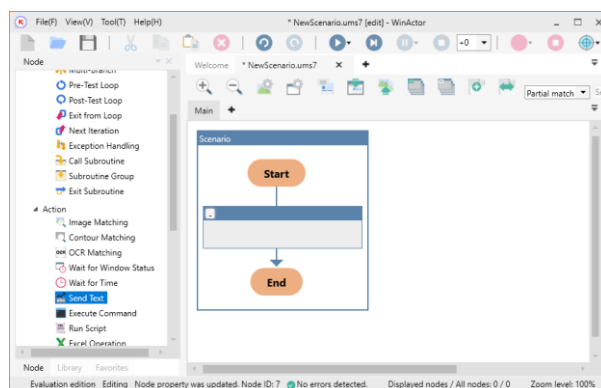 File(F) View(V) Tool(T) Help(H)
* NewScenario.ums7 [edit] - WinActor
±0
Node
Welcome * NewScenario.ums7
Multi-Branch
Pre-Test Loop
Post-Test Loop
Exit from Loop
Next Iteration
Exception Handling
Call Subroutine
Subroutine Group
Exit Subroutine
Action
Image Matching
Contour Matching
OCR OCR Matching
Wait for Window Status
Wait for Time
Send Text
Execute Command
Run Script
Excel Operation
Partial match
Main
Scenario
Start
End
Node Library Favorites
Evaluation edition Editing Node property was updated. Node ID: 7 No errors detected. Displayed nodes / All nodes: 0 / 0 Zoom level: 100%